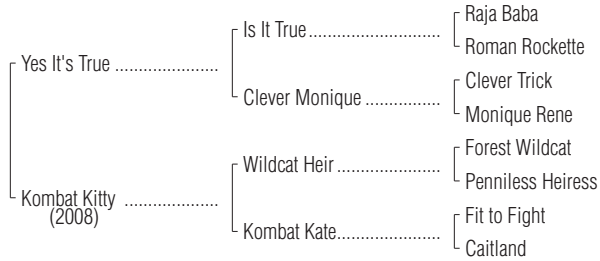 Raja Baba
Is It True
Roman Rockette
Yes It's True
Clever Trick
Clever Monique
Monique Rene
Forest Wildcat
Wildcat Heir
Penniless Heiress
Kombat Kitty
(2008)
Fit to Fight
Kombat Kate
Caitland